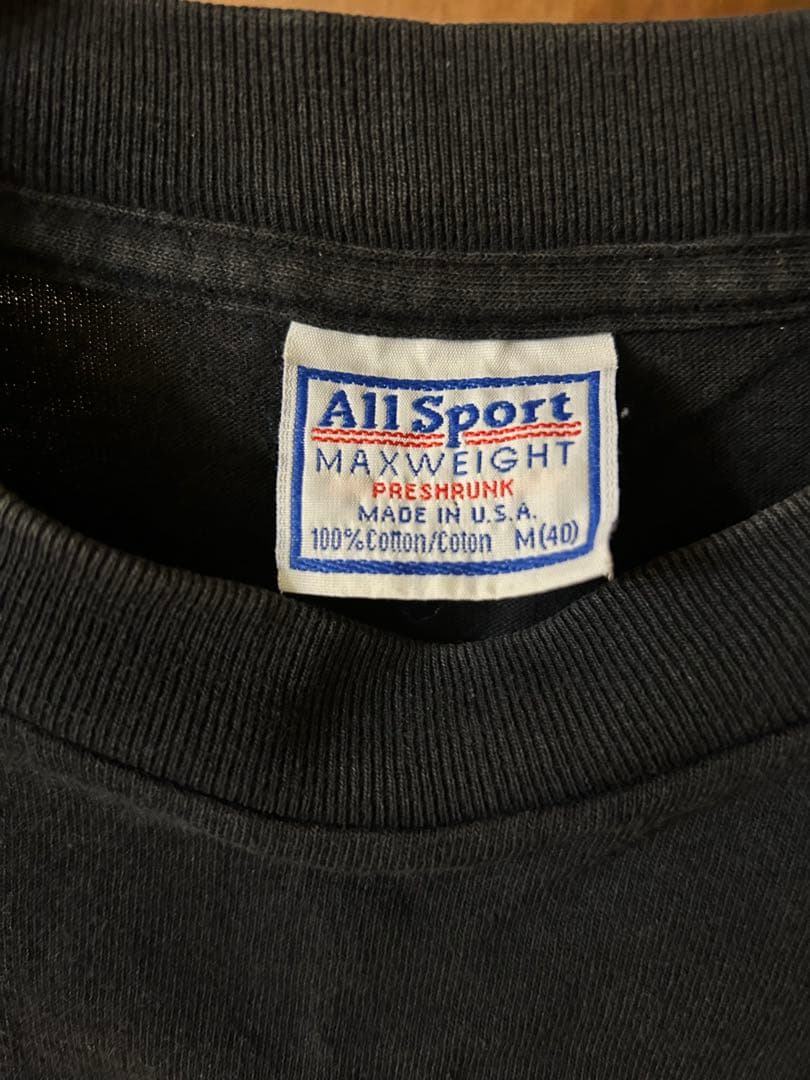 All Sport
MAXWEIGHT
PRESHRUNK
MADE IN U.S.A.
100% Cotton/Coton M(40)